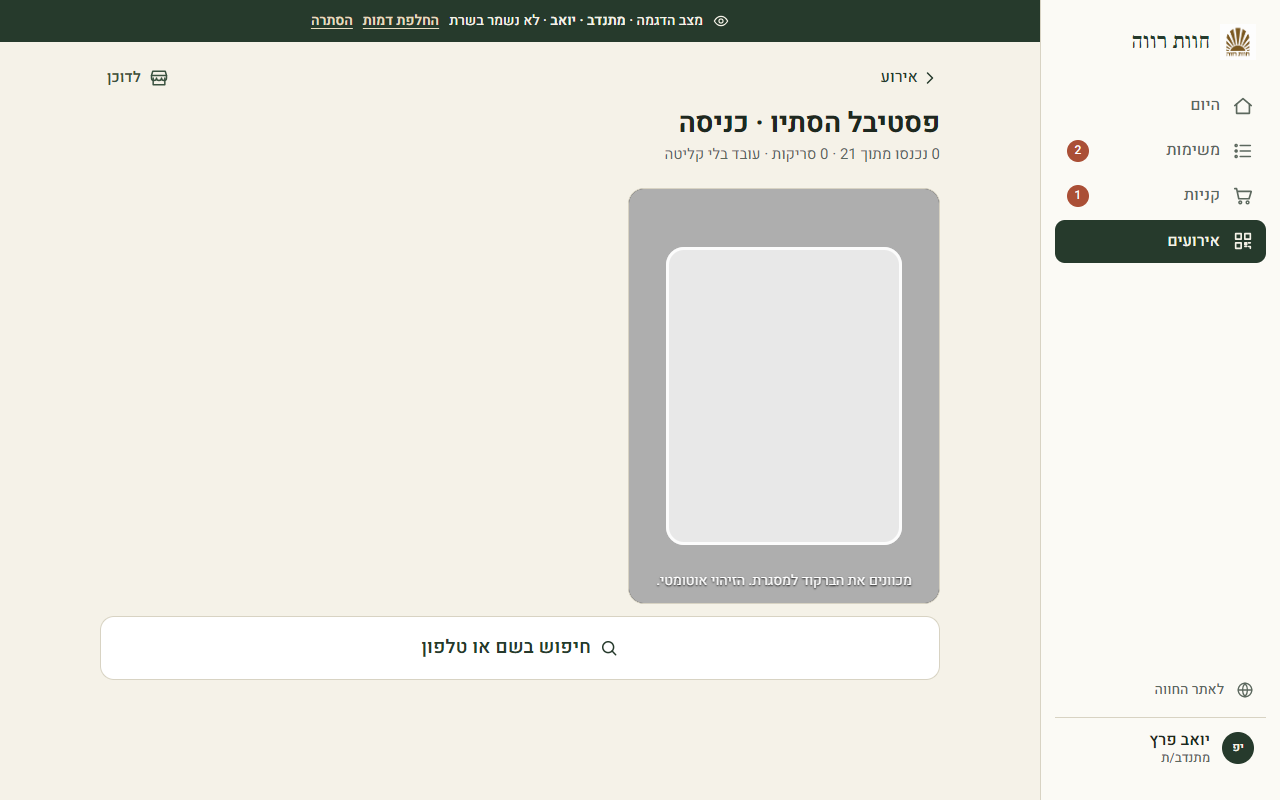 מצב הדגמה · מתנדב · יואב · לא נשמר בשרת החלפת דמות הסתרה
חוות רווה
היום
משימות 2
קניות 1
אירועים
אירוע
לדוכן
פסטיבל הסתיו · כניסה
0 נכנסו מתוך 21 · 0 סריקות · עובד בלי קליטה
מכוונים את הברקוד למסגרת. הזיהוי אוטומטי.
חיפוש בשם או טלפון
לאתר החווה
יפ
יואב פרץ
מתנדב/ת